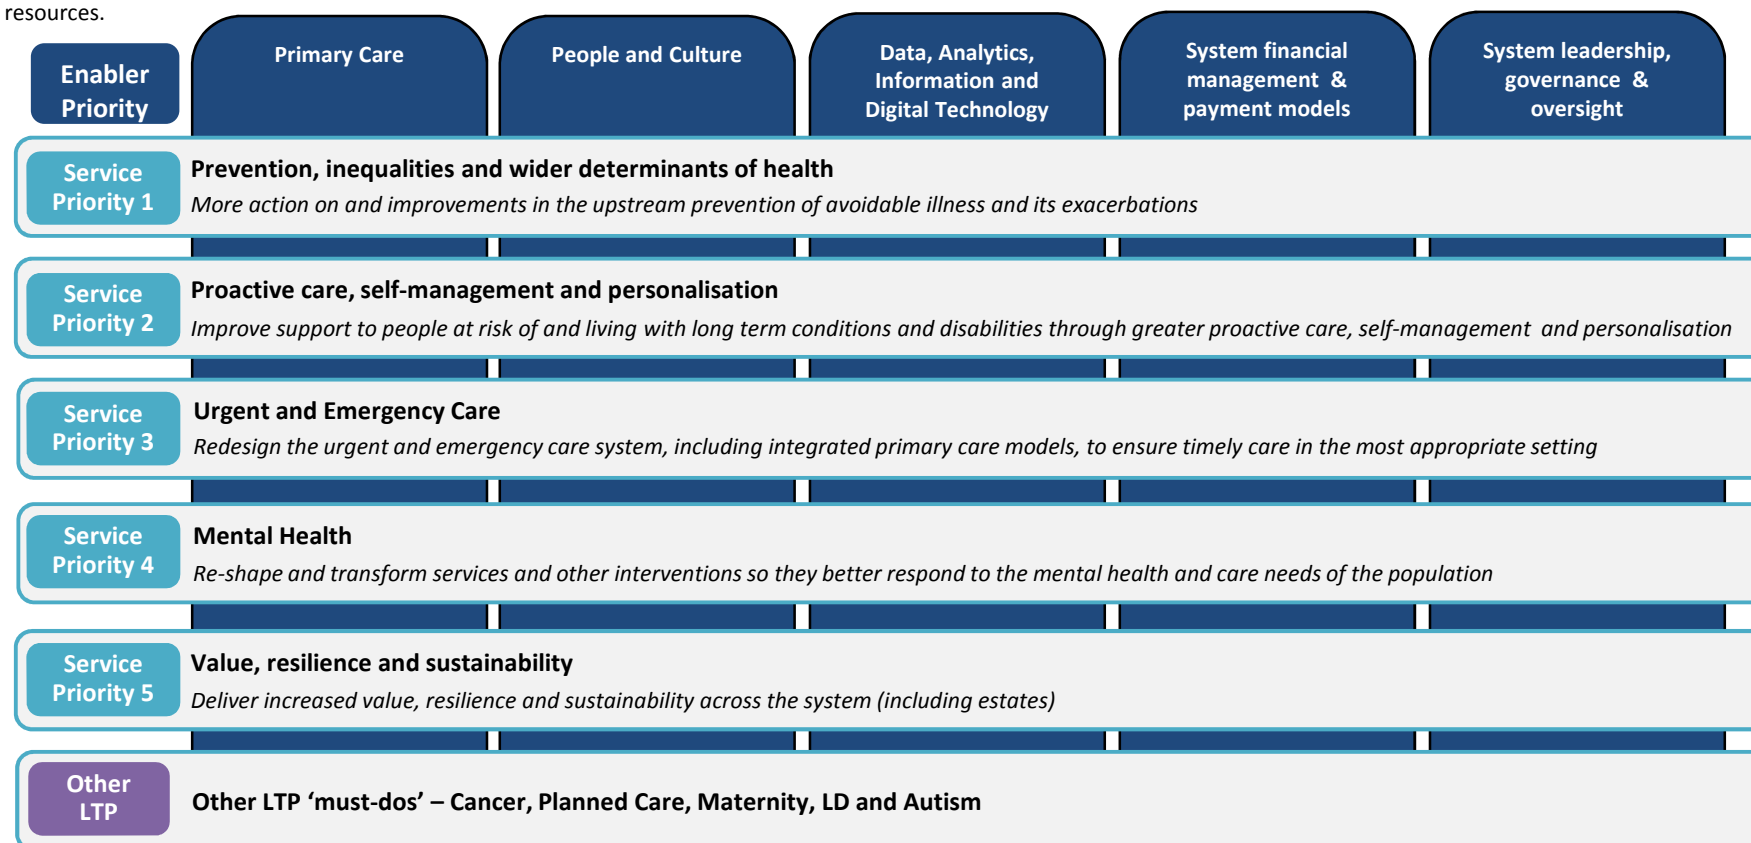 resources.
Enabler
Priority
Primary Care
People and Culture
Data, Analytics,
Information and
Digital Technology
System financial
management &
payment models
System leadership,
governance &
oversight
Service
Priority 1
Prevention, inequalities and wider determinants of health
More action on and improvements in the upstream prevention of avoidable illness and its exacerbations
Service
Priority 2
Proactive care, self-management and personalisation
Improve support to people at risk of and living with long term conditions and disabilities through greater proactive care, self-management and personalisation
Service
Priority 3
Urgent and Emergency Care
Redesign the urgent and emergency care system, including integrated primary care models, to ensure timely care in the most appropriate setting
Service
Priority 4
Mental Health
Re-shape and transform services and other interventions so they better respond to the mental health and care needs of the population
Service
Priority 5
Value, resilience and sustainability
Deliver increased value, resilience and sustainability across the system (including estates)
Other
LTP
Other LTP ‘must-dos’ – Cancer, Planned Care, Maternity, LD and Autism